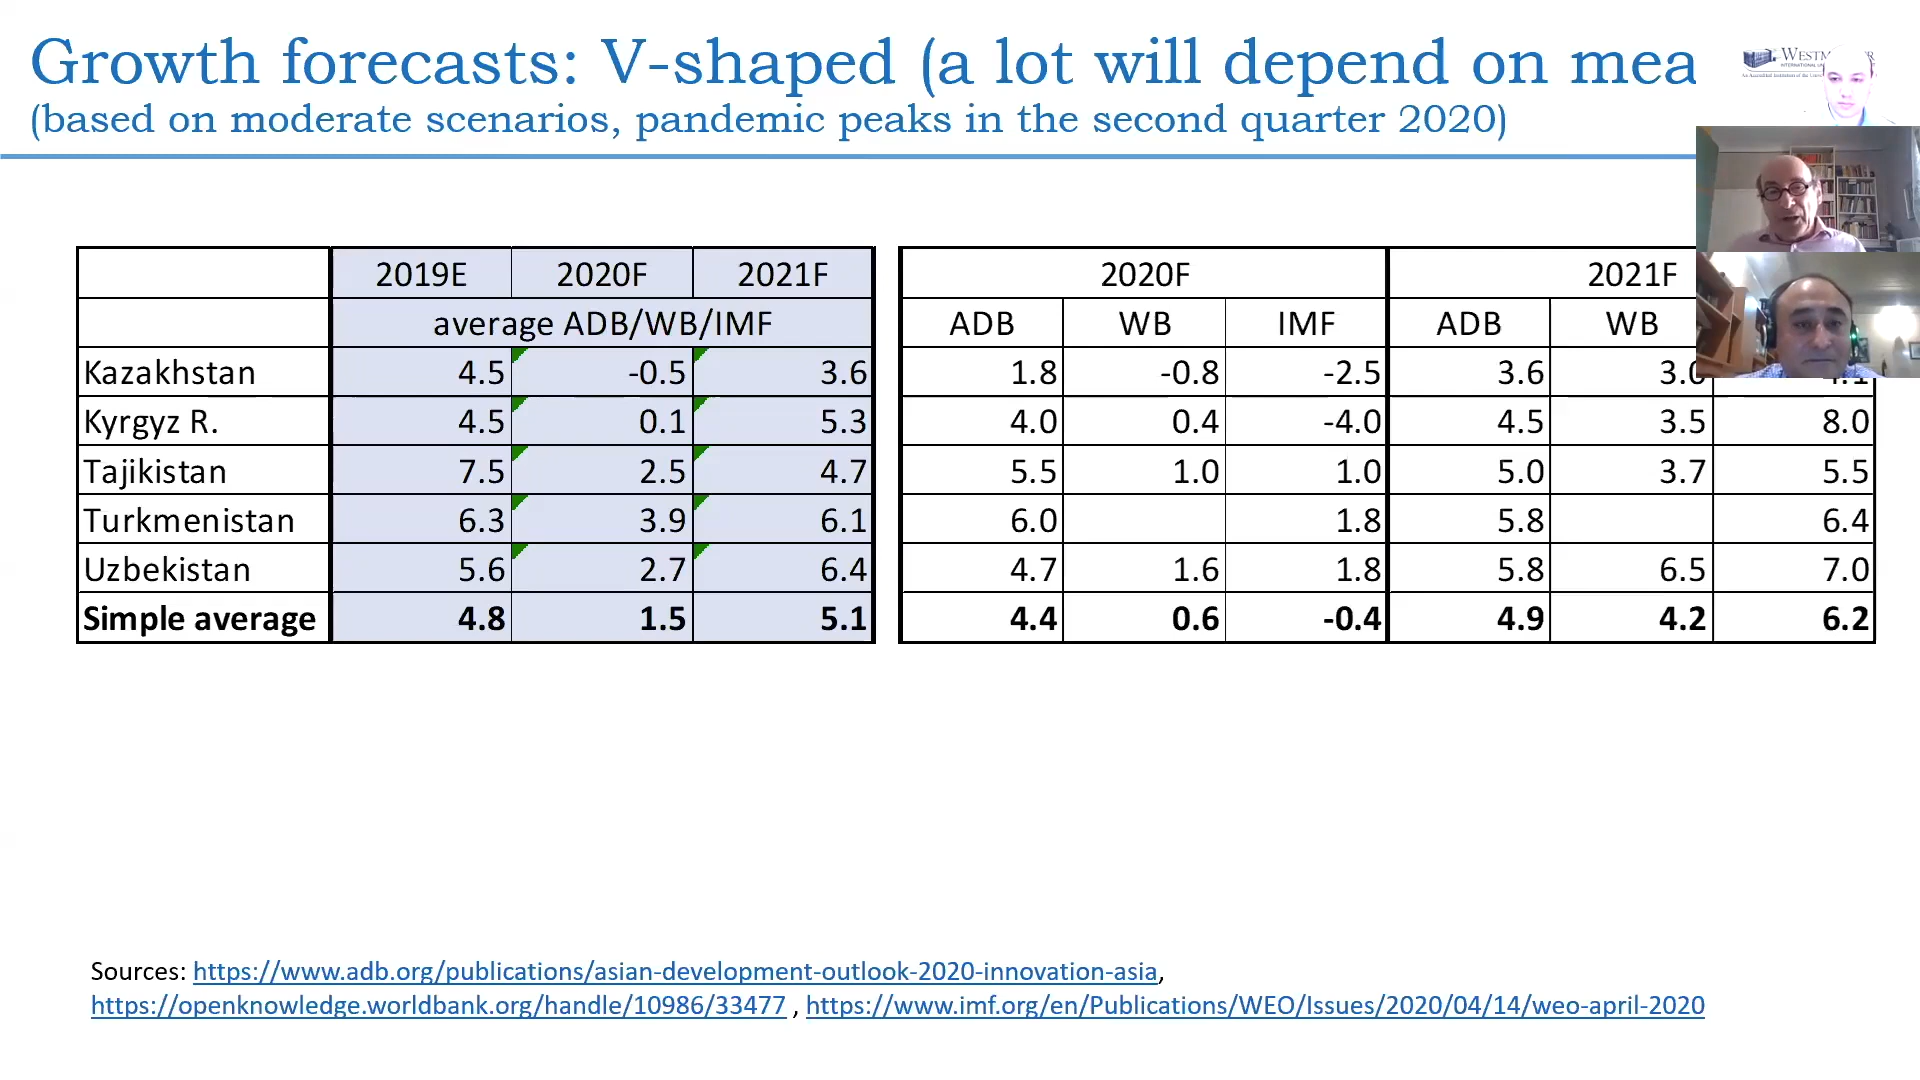 Growth forecasts: V-shaped (a lot will depend on mea
(based on moderate scenarios, pandemic peaks in the second quarter 2020)
2019E 2020F 2021F 2020F 2021F
average ADB/WB/IMF ADB WB IMF ADB WB
Kazakhstan 4.5 -0.5 3.6 1.8 -0.8 -2.5 3.6
Kyrgyz R. 4.5 0.1 5.3 4.0 0.4 -4.0 4.5 3.5 8.0
Tajikistan 7.5 2.5 4.7 5.5 1.0 1.0 5.0 3.7 5.5
Turkmenistan 6.3 3.9 6.1 6.0 1.8 5.8 6.4
Uzbekistan 5.6 2.7 6.4 4.7 1.6 1.8 5.8 6.5 7.0
Simple average 4.8 1.5 5.1 4.4 0.6 -0.4 4.9 4.2 6.2
Sources: https://www.adb.org/publications/asian-development-outlook-2020-innovation-asia,
https://openknowledge.worldbank.org/handle/10986/33477 , https://www.imf.org/en/Publications/WEO/Issues/2020/04/14/weo-april-2020